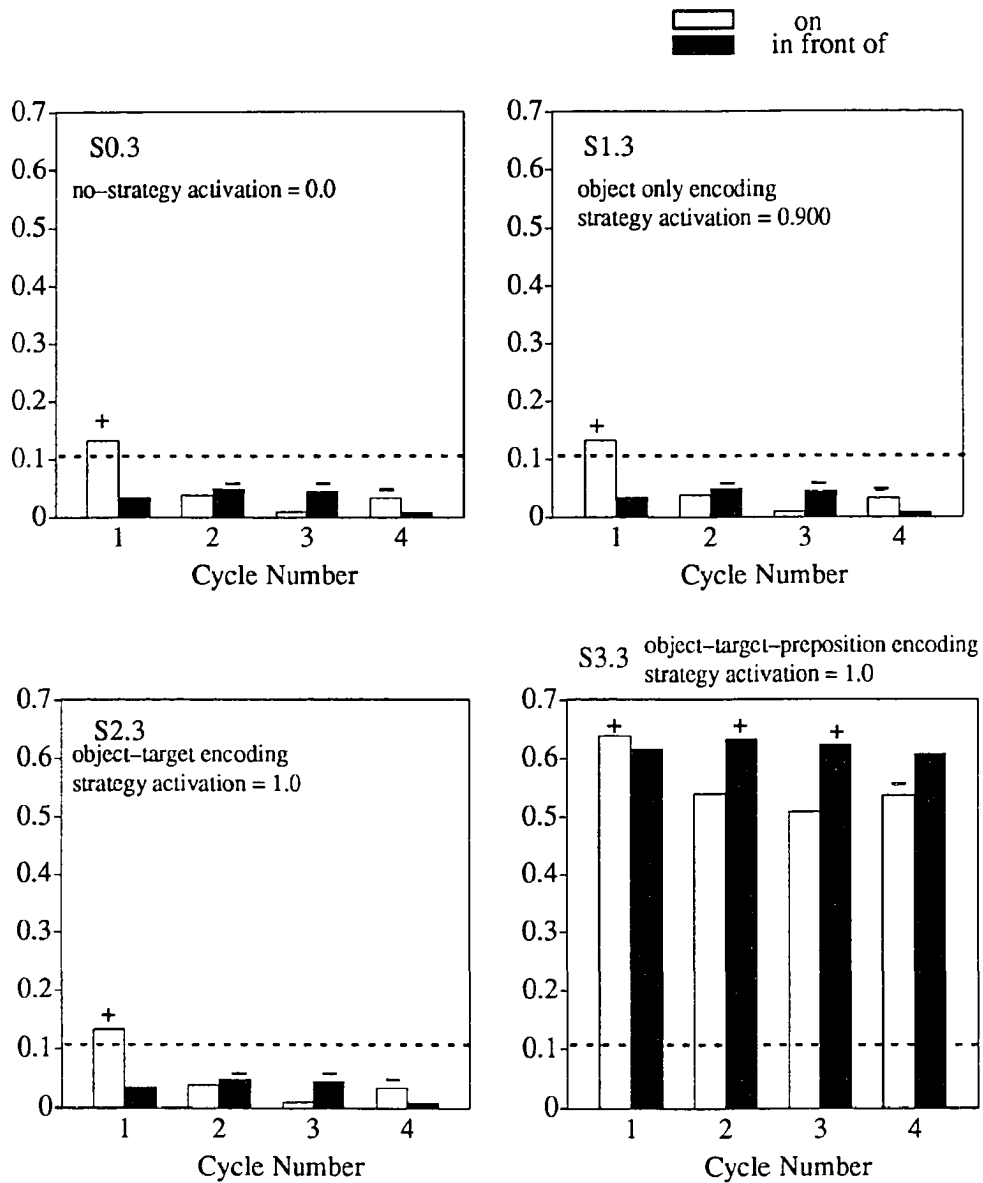 on
in front of
0.7
0.6
0.5
0.4
0.3
0.2
0.1
0
S0.3
no–strategy activation = 0.0
+
–
–
–
1 2 3 4
Cycle Number
0.7
0.6
0.5
0.4
0.3
0.2
0.1
0
S1.3
object only encoding
strategy activation = 0.900
+
–
–
–
1 2 3 4
Cycle Number
0.7
0.6
0.5
0.4
0.3
0.2
0.1
0
S2.3
object–target encoding
strategy activation = 1.0
+
–
–
–
1 2 3 4
Cycle Number
S3.3 object–target–preposition encoding
strategy activation = 1.0
0.7
0.6
0.5
0.4
0.3
0.2
0.1
0
+
+
+
–
1 2 3 4
Cycle Number